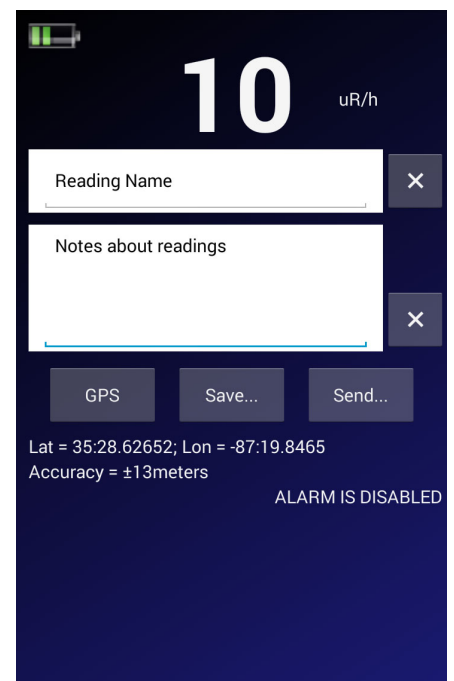 10 uR/h
Reading Name
×
Notes about readings
×
GPS Save... Send...
Lat = 35:28.62652; Lon = -87:19.8465
Accuracy = ±13meters
ALARM IS DISABLED